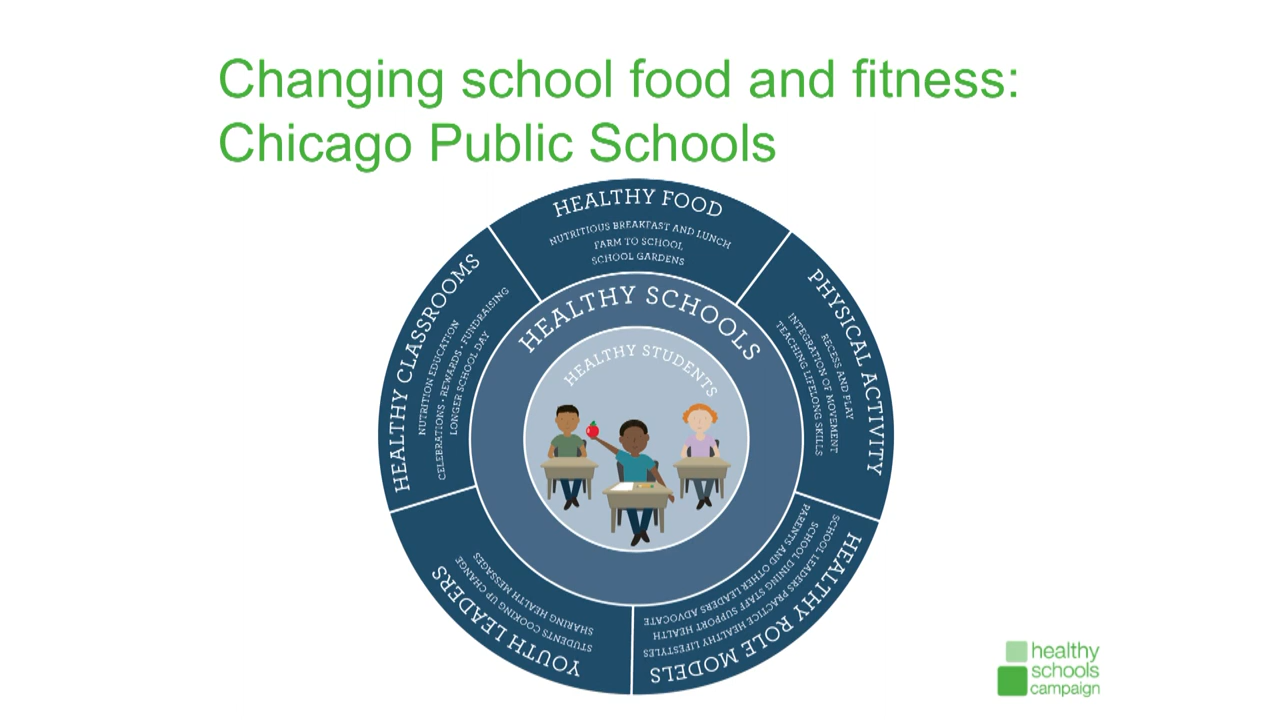 Changing school food and fitness:
Chicago Public Schools
HEALTHY FOOD
NUTRITIOUS BREAKFAST AND LUNCH
FARM TO SCHOOL
SCHOOL GARDENS
PHYSICAL ACTIVITY
RECESS AND PLAY
INTEGRATION OF MOVEMENT
TEACHING LIFELONG SKILLS
HEALTHY ROLE MODELS
SCHOOL LEADERS PRACTICE HEALTHY LIFESTYLES
SCHOOL DINING STAFF SUPPORT HEALTH
PARENTS AND OTHER LEADERS ADVOCATE
YOUTH LEADERS
STUDENTS COOKING UP CHANGE
SHARING HEALTH MESSAGES
HEALTHY CLASSROOMS
NUTRITION EDUCATION
CELEBRATIONS • REWARDS • FUNDRAISING
LONGER SCHOOL DAY
HEALTHY SCHOOLS
HEALTHY STUDENTS
healthy
schools
campaign